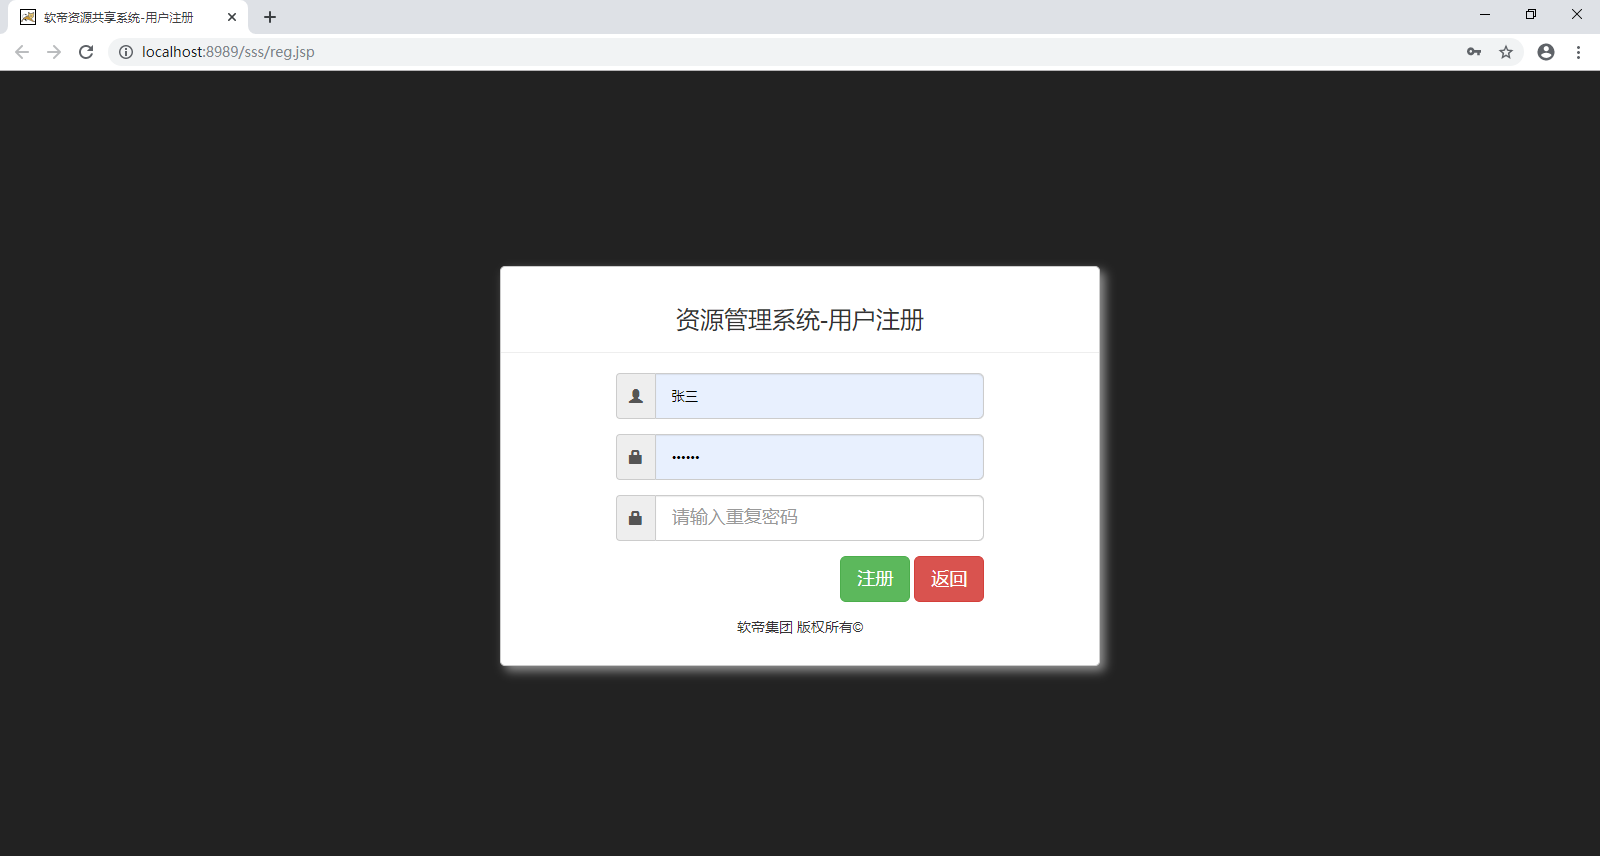 软帝资源共享系统-用户注册
localhost:8989/sss/reg.jsp
资源管理系统-用户注册
张三
••••••
请输入重复密码
注册 返回
软帝集团 版权所有©